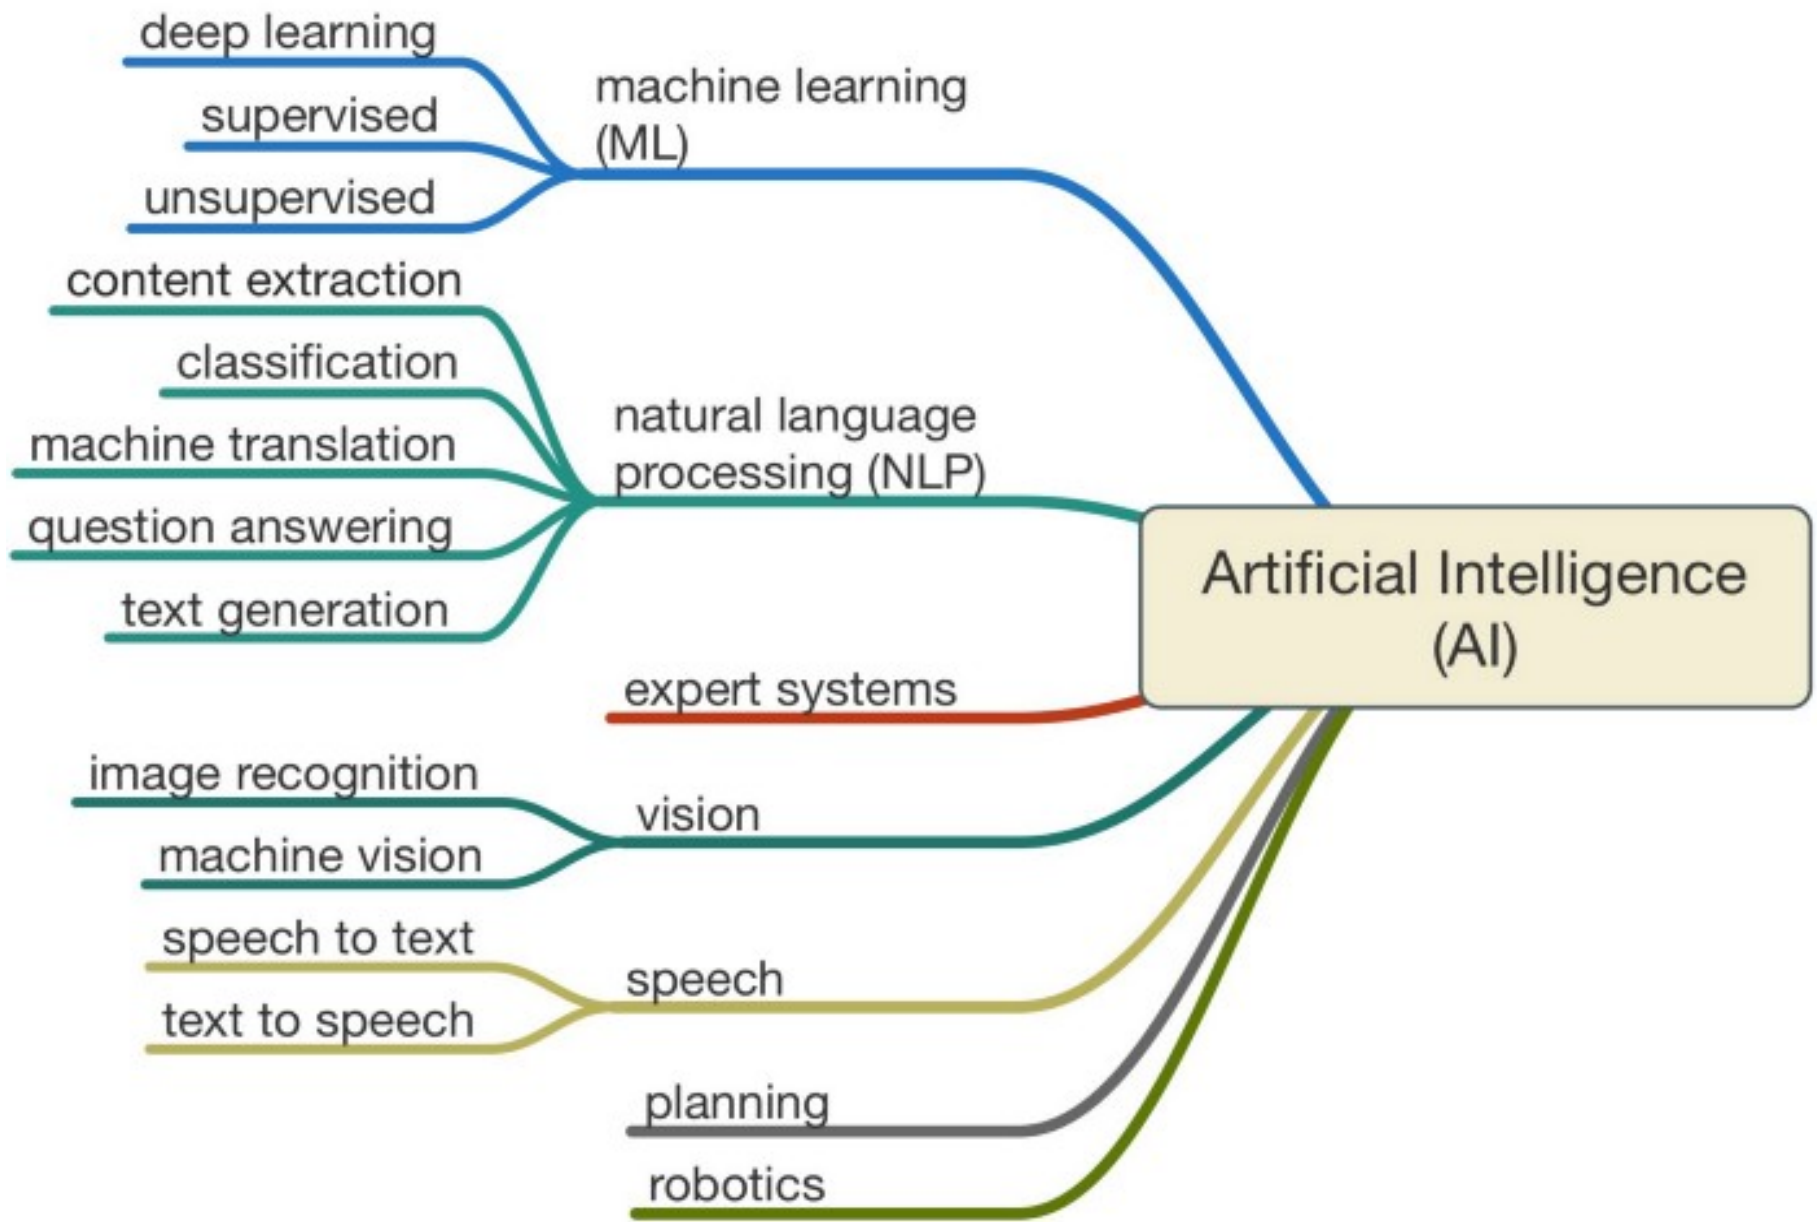 deep learning
supervised
unsupervised
machine learning
(ML)
content extraction
classification
machine translation
question answering
text generation
natural language
processing (NLP)
expert systems
image recognition
machine vision
vision
speech to text
text to speech
speech
planning
robotics
Artificial Intelligence
(AI)